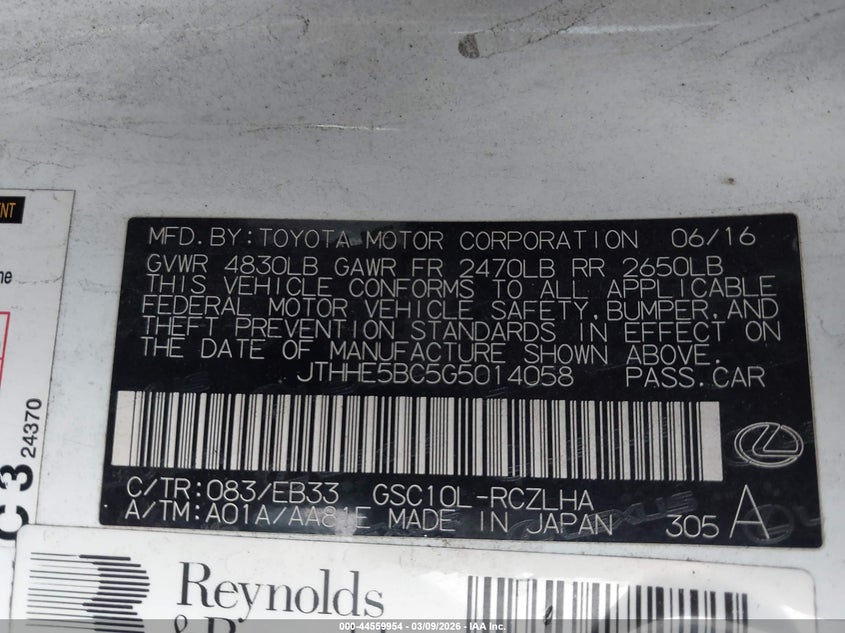 MFD.BY:TOYOTA MOTOR CORPORATION 06/16
GVWR 4830LB GAWR FR 2470LB RR 2650LB
THIS VEHICLE CONFORMS TO ALL APPLICABLE
FEDERAL MOTOR VEHICLE SAFETY, BUMPER, AND
THEFT PREVENTION STANDARDS IN EFFECT ON
THE DATE OF MANUFACTURE SHOWN ABOVE.
JTHHE5BC5G5014058 PASS.CAR
C/TR:083/EB33 GSC10L-RCZLHA
A/TM:A01A/AA81E MADE IN JAPAN 305 A
C3 24370
Reynolds
000-44559954 | 03/09/2026 - IAA Inc.